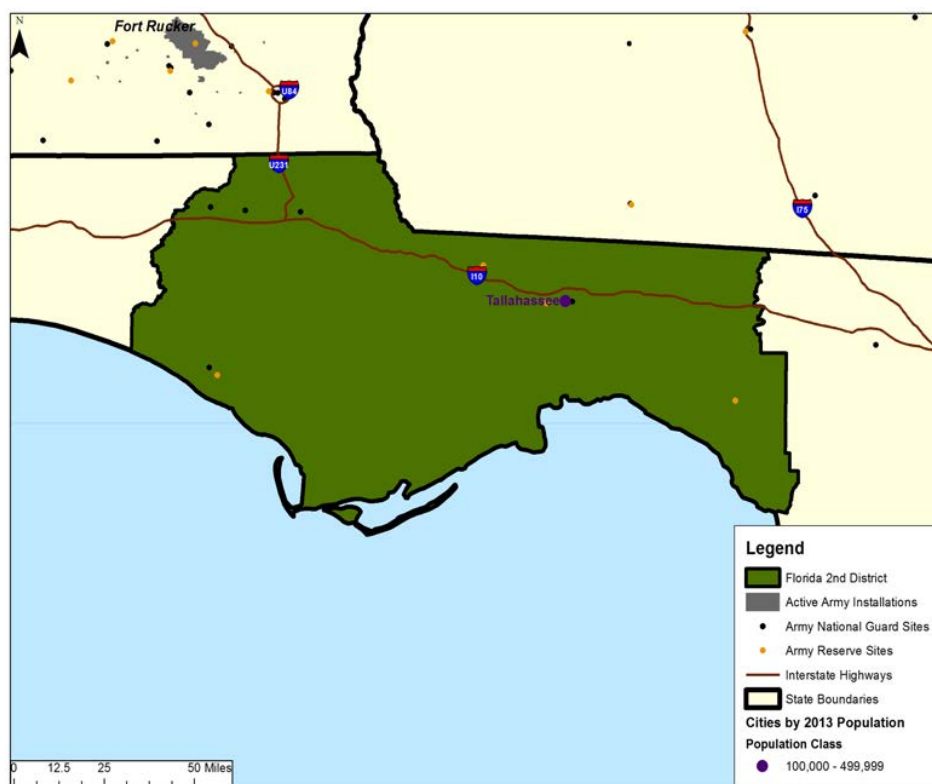 N
Fort Rucker
U84
U231
I75
I10
Tallahassee
Legend
Florida 2nd District
Active Army Installations
Army National Guard Sites
Army Reserve Sites
Interstate Highways
State Boundaries
Cities by 2013 Population
Population Class
100,000 - 499,999
0 12.5 25 50 Miles